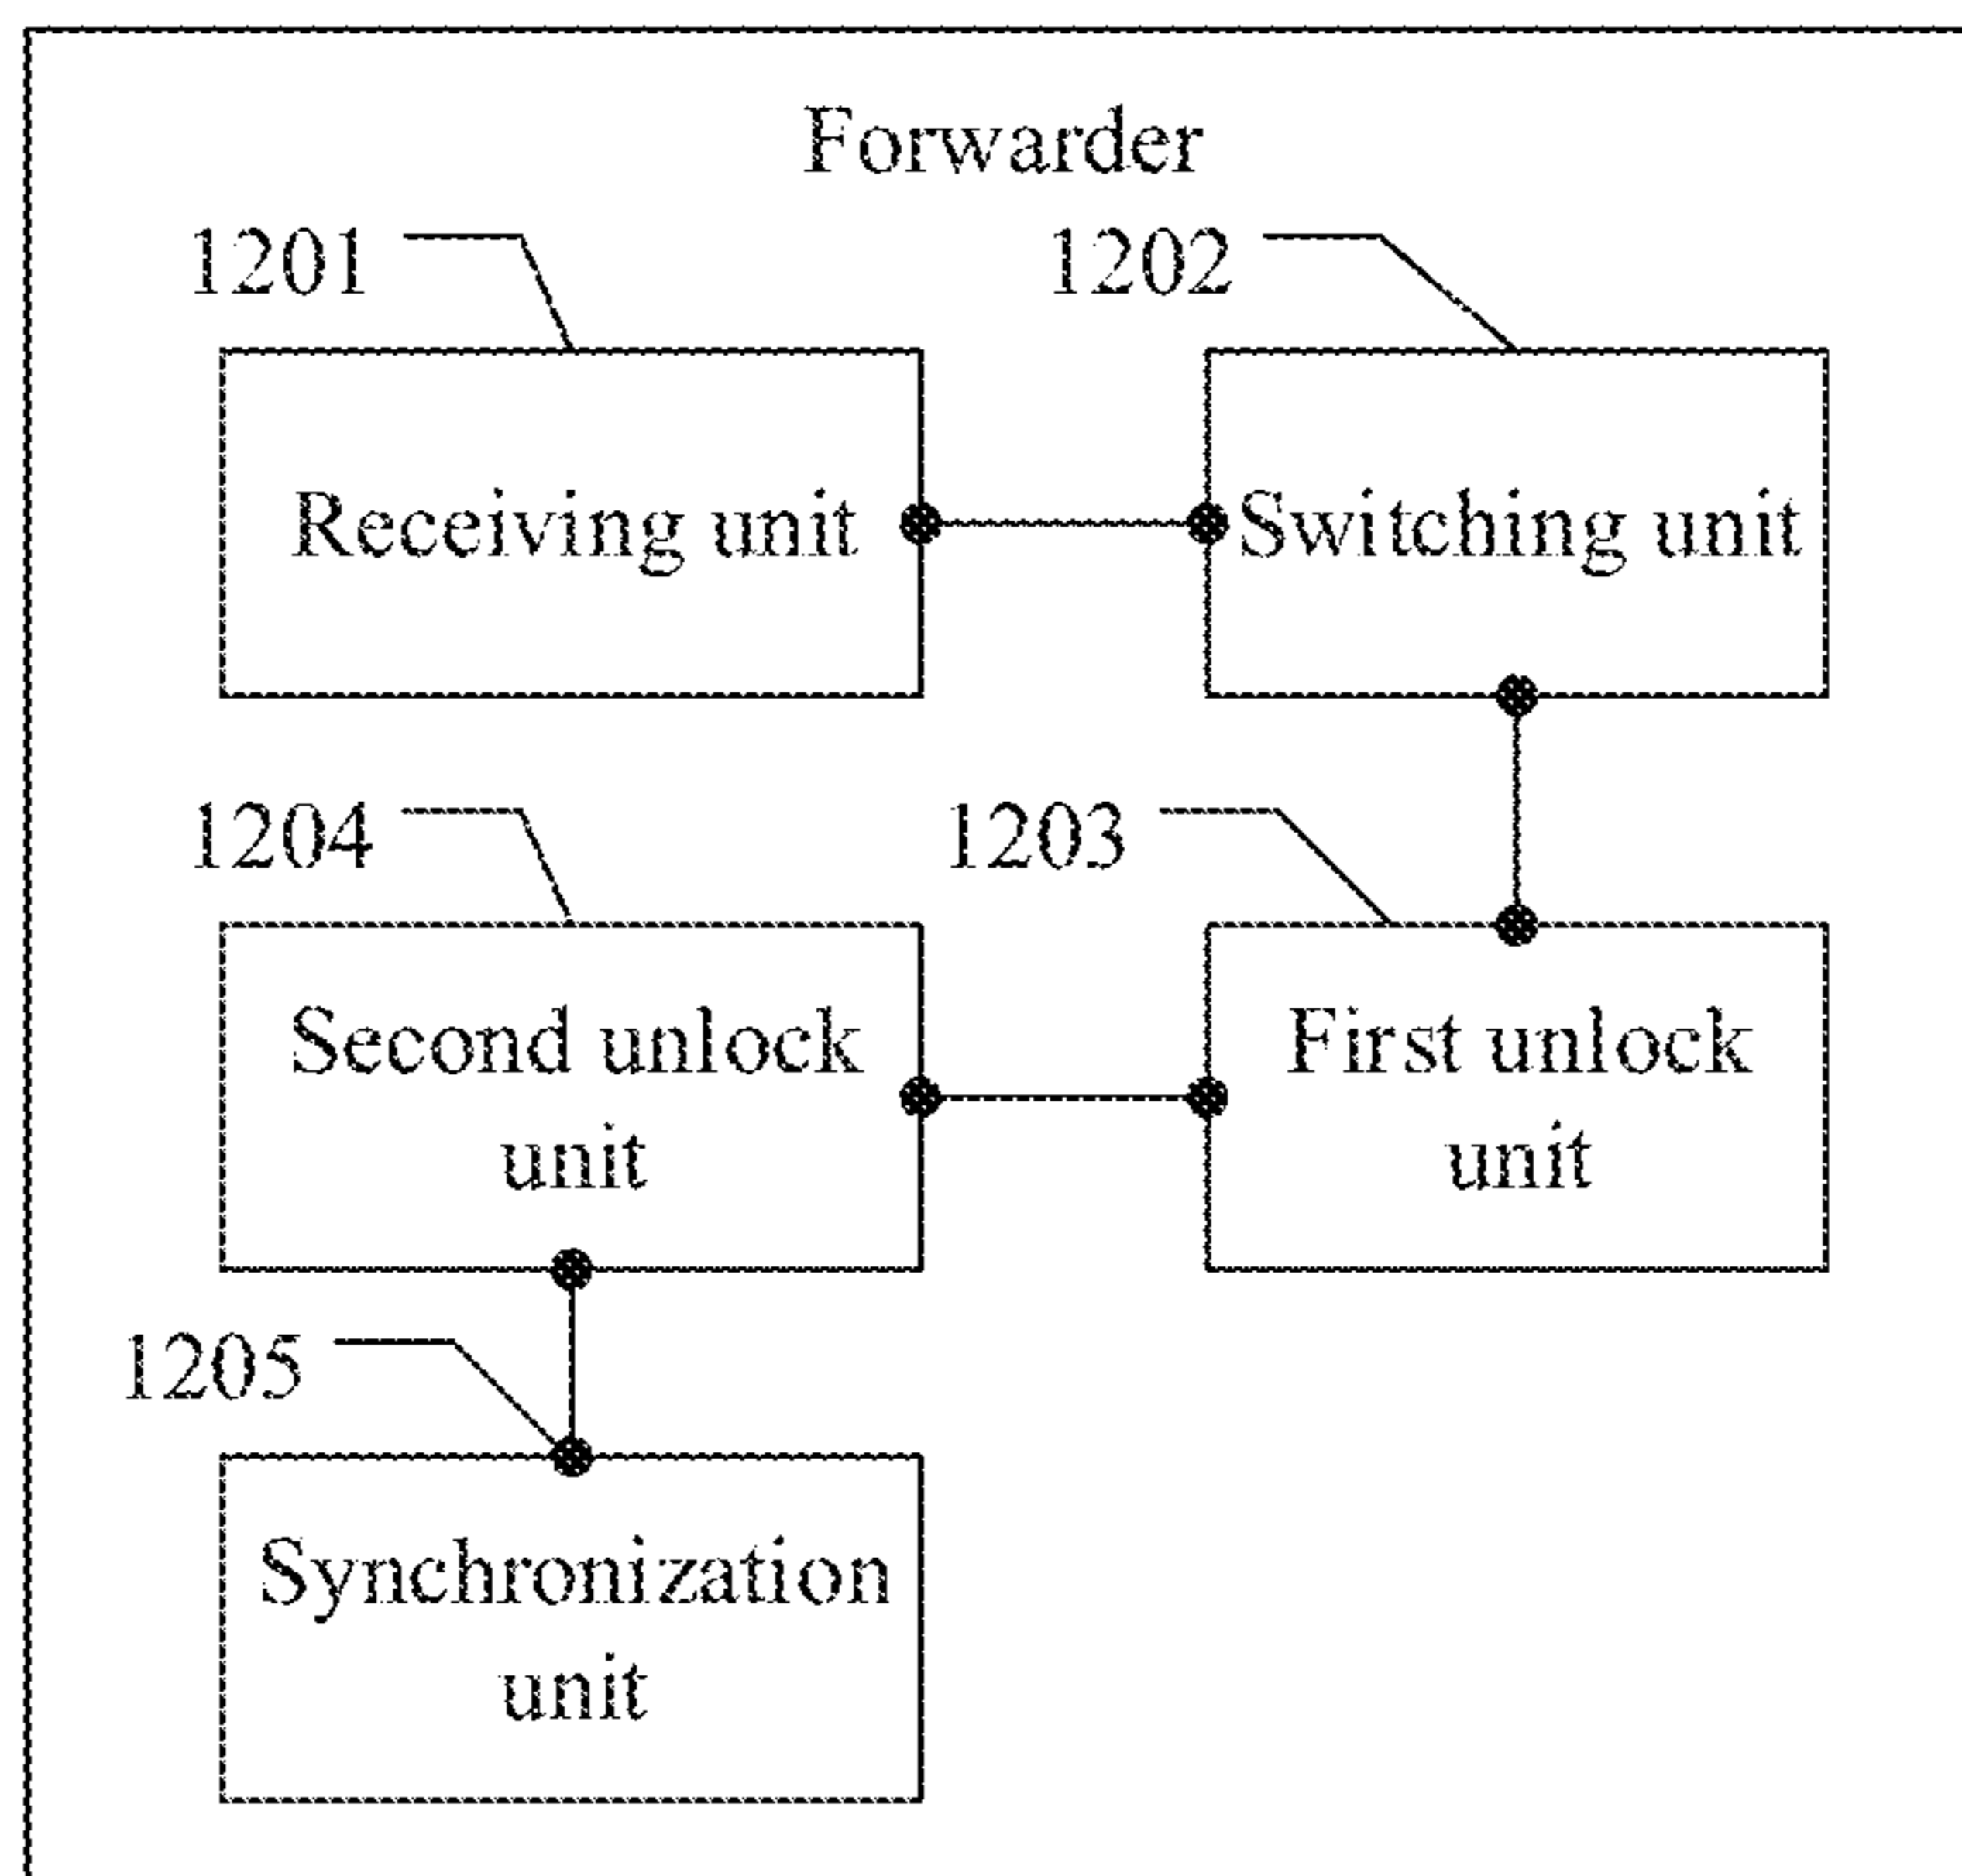 Forwarder
1201
1202
Receiving unit
Switching unit
1204
1203
Second unlock
unit
First unlock
unit
1205
Synchronization
unit